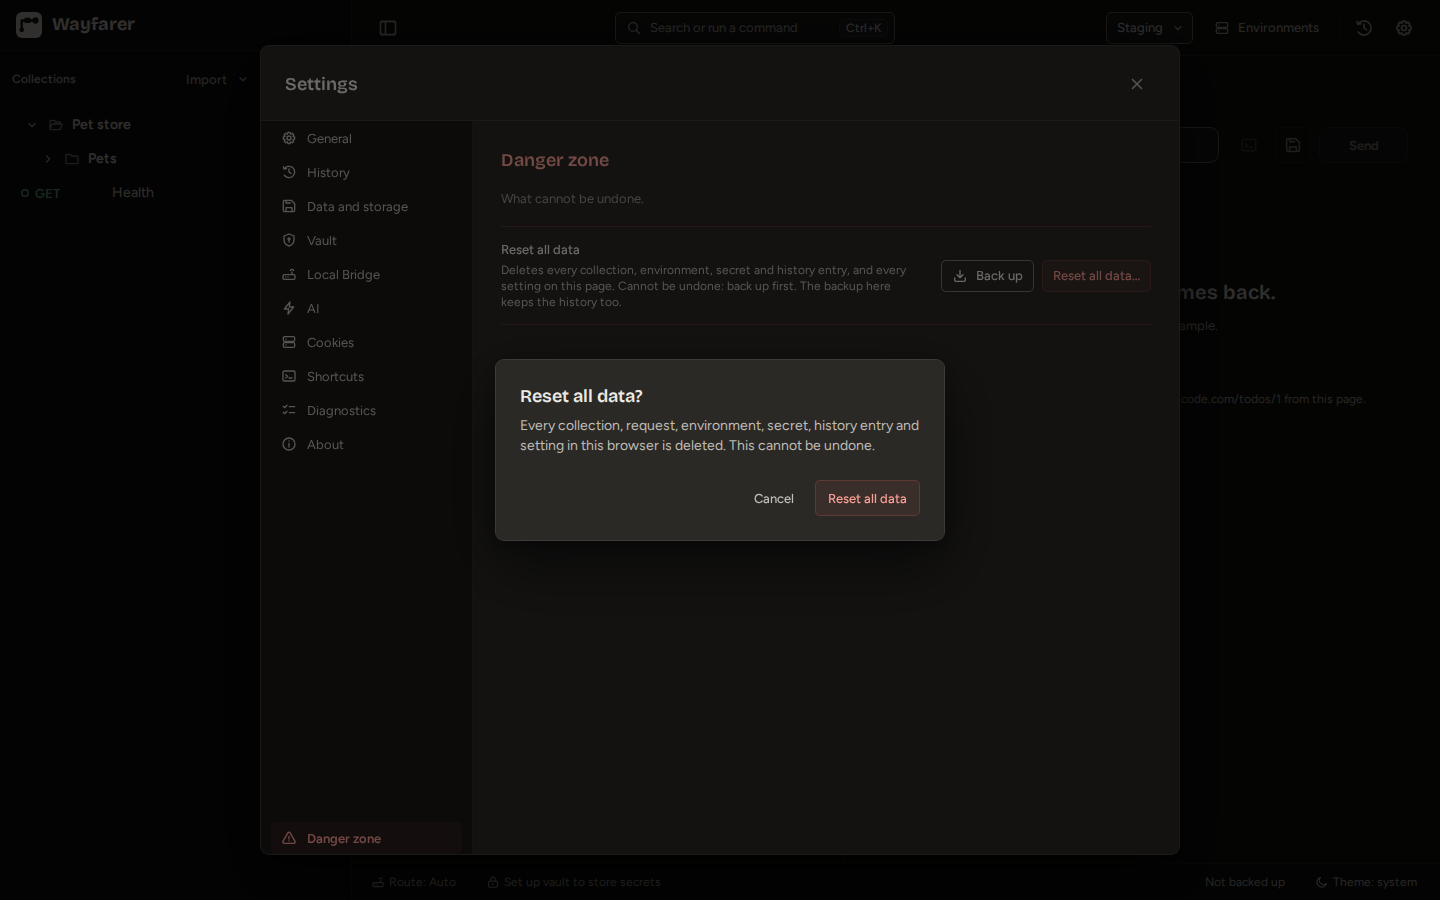 Wayfarer
Search or run a command
Ctrl+K
Staging
Environments
Collections
Import
Pet store
Pets
GET
Health
Send
mes back.
ample.
code.com/todos/1 from this page.
Settings
General
History
Data and storage
Vault
Local Bridge
AI
Cookies
Shortcuts
Diagnostics
About
Danger zone
Danger zone
What cannot be undone.
Reset all data
Deletes every collection, environment, secret and history entry, and every
setting on this page. Cannot be undone: back up first. The backup here
keeps the history too.
Back up
Reset all data...
Reset all data?
Every collection, request, environment, secret, history entry and
setting in this browser is deleted. This cannot be undone.
Cancel
Reset all data
Route: Auto
Set up vault to store secrets
Not backed up
Theme: system